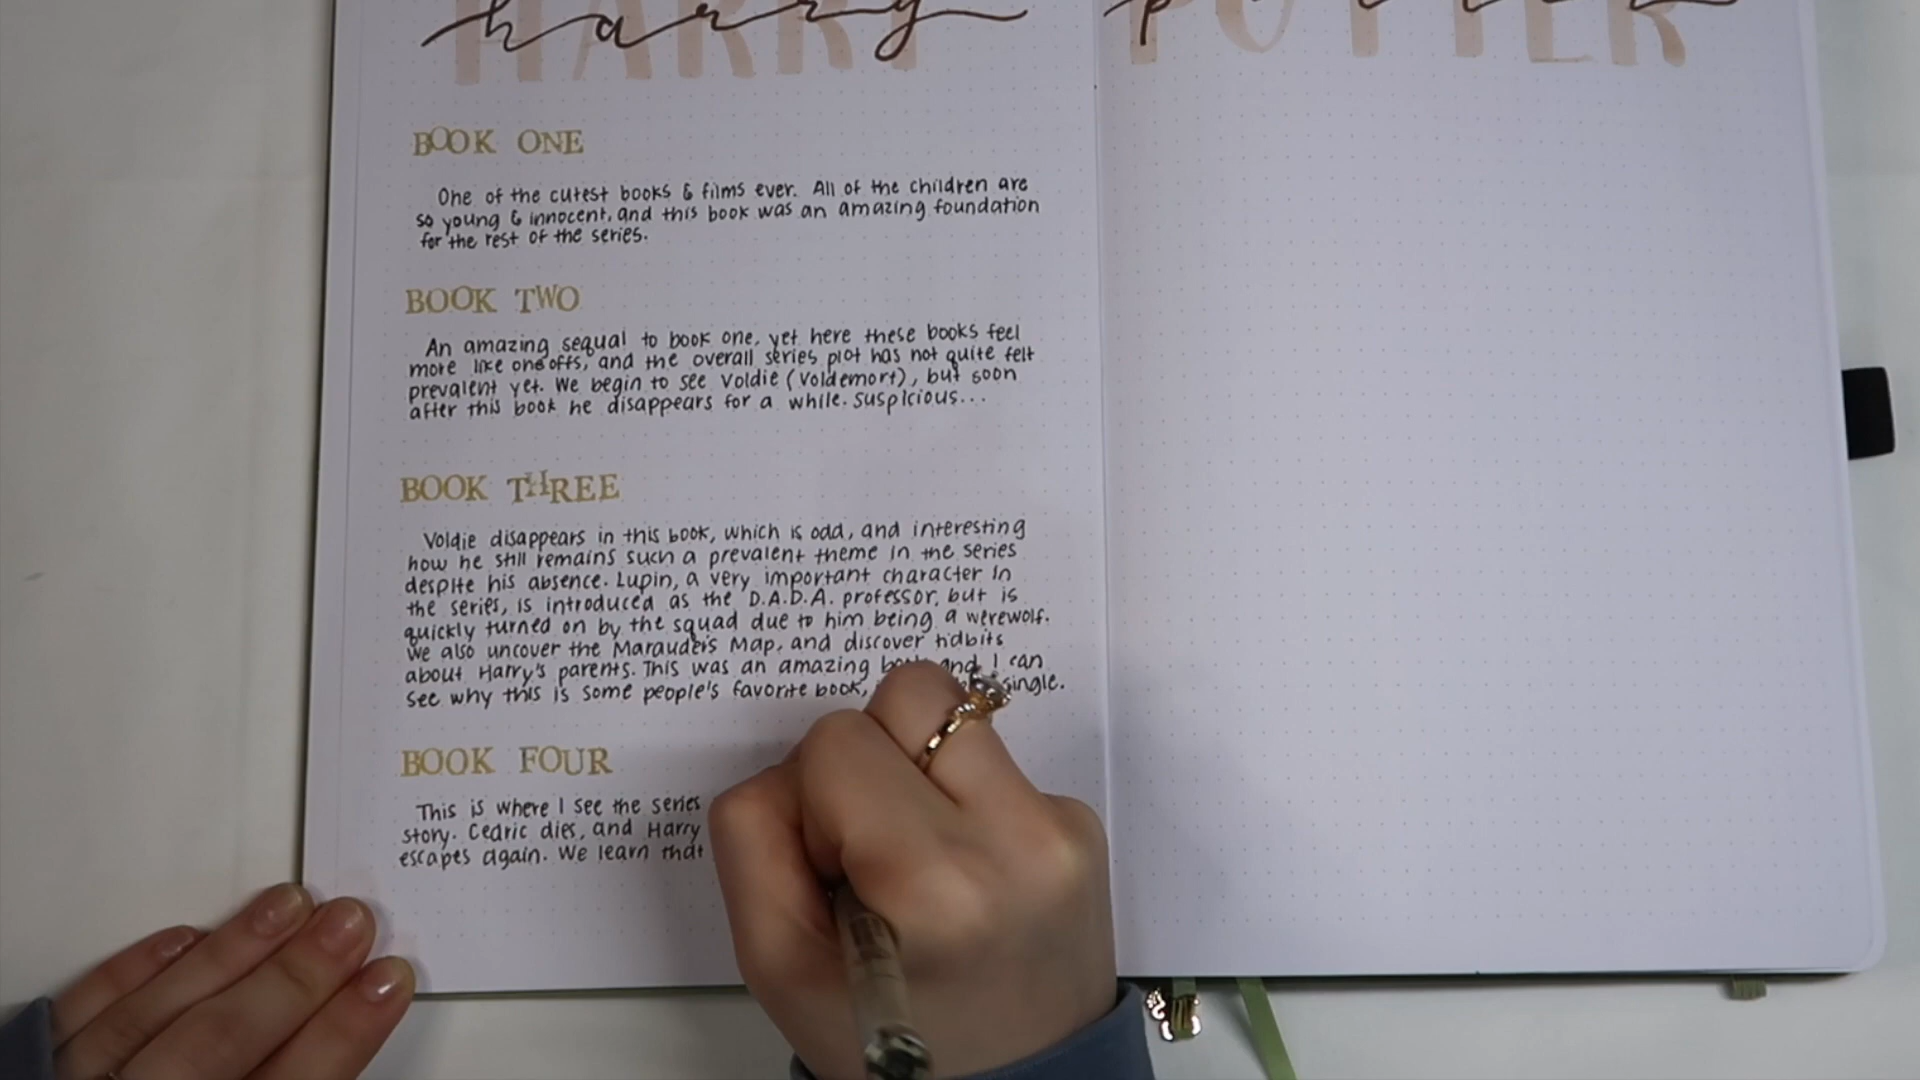 harry
HARRY POTTER
BOOK ONE
One of the cutest books & films ever. All of the children are
so young & innocent, and this book was an amazing foundation
for the rest of the series.
BOOK TWO
An amazing sequal to book one, yet here these books feel
more like one offs, and the overall series plot has not quite felt
prevalent yet. We begin to see Voldie (Voldemort), but soon
after this book he disappears for a while. Suspicious...
BOOK THREE
Voldie disappears in this book, which is odd, and interesting
how he still remains such a prevalent theme in the series
despite his absence. Lupin, a very important character in
the series, is introduced as the D.A.D.A. professor, but is
quickly turned on by the squad due to him being a werewolf.
We also uncover the Marauder's Map, and discover tidbits
about Harry's parents. This was an amazing and I can
see why this is some people's favorite book, single.
BOOK FOUR
This is where I see the series
story. Cedric dies, and Harry
escapes again. We learn that